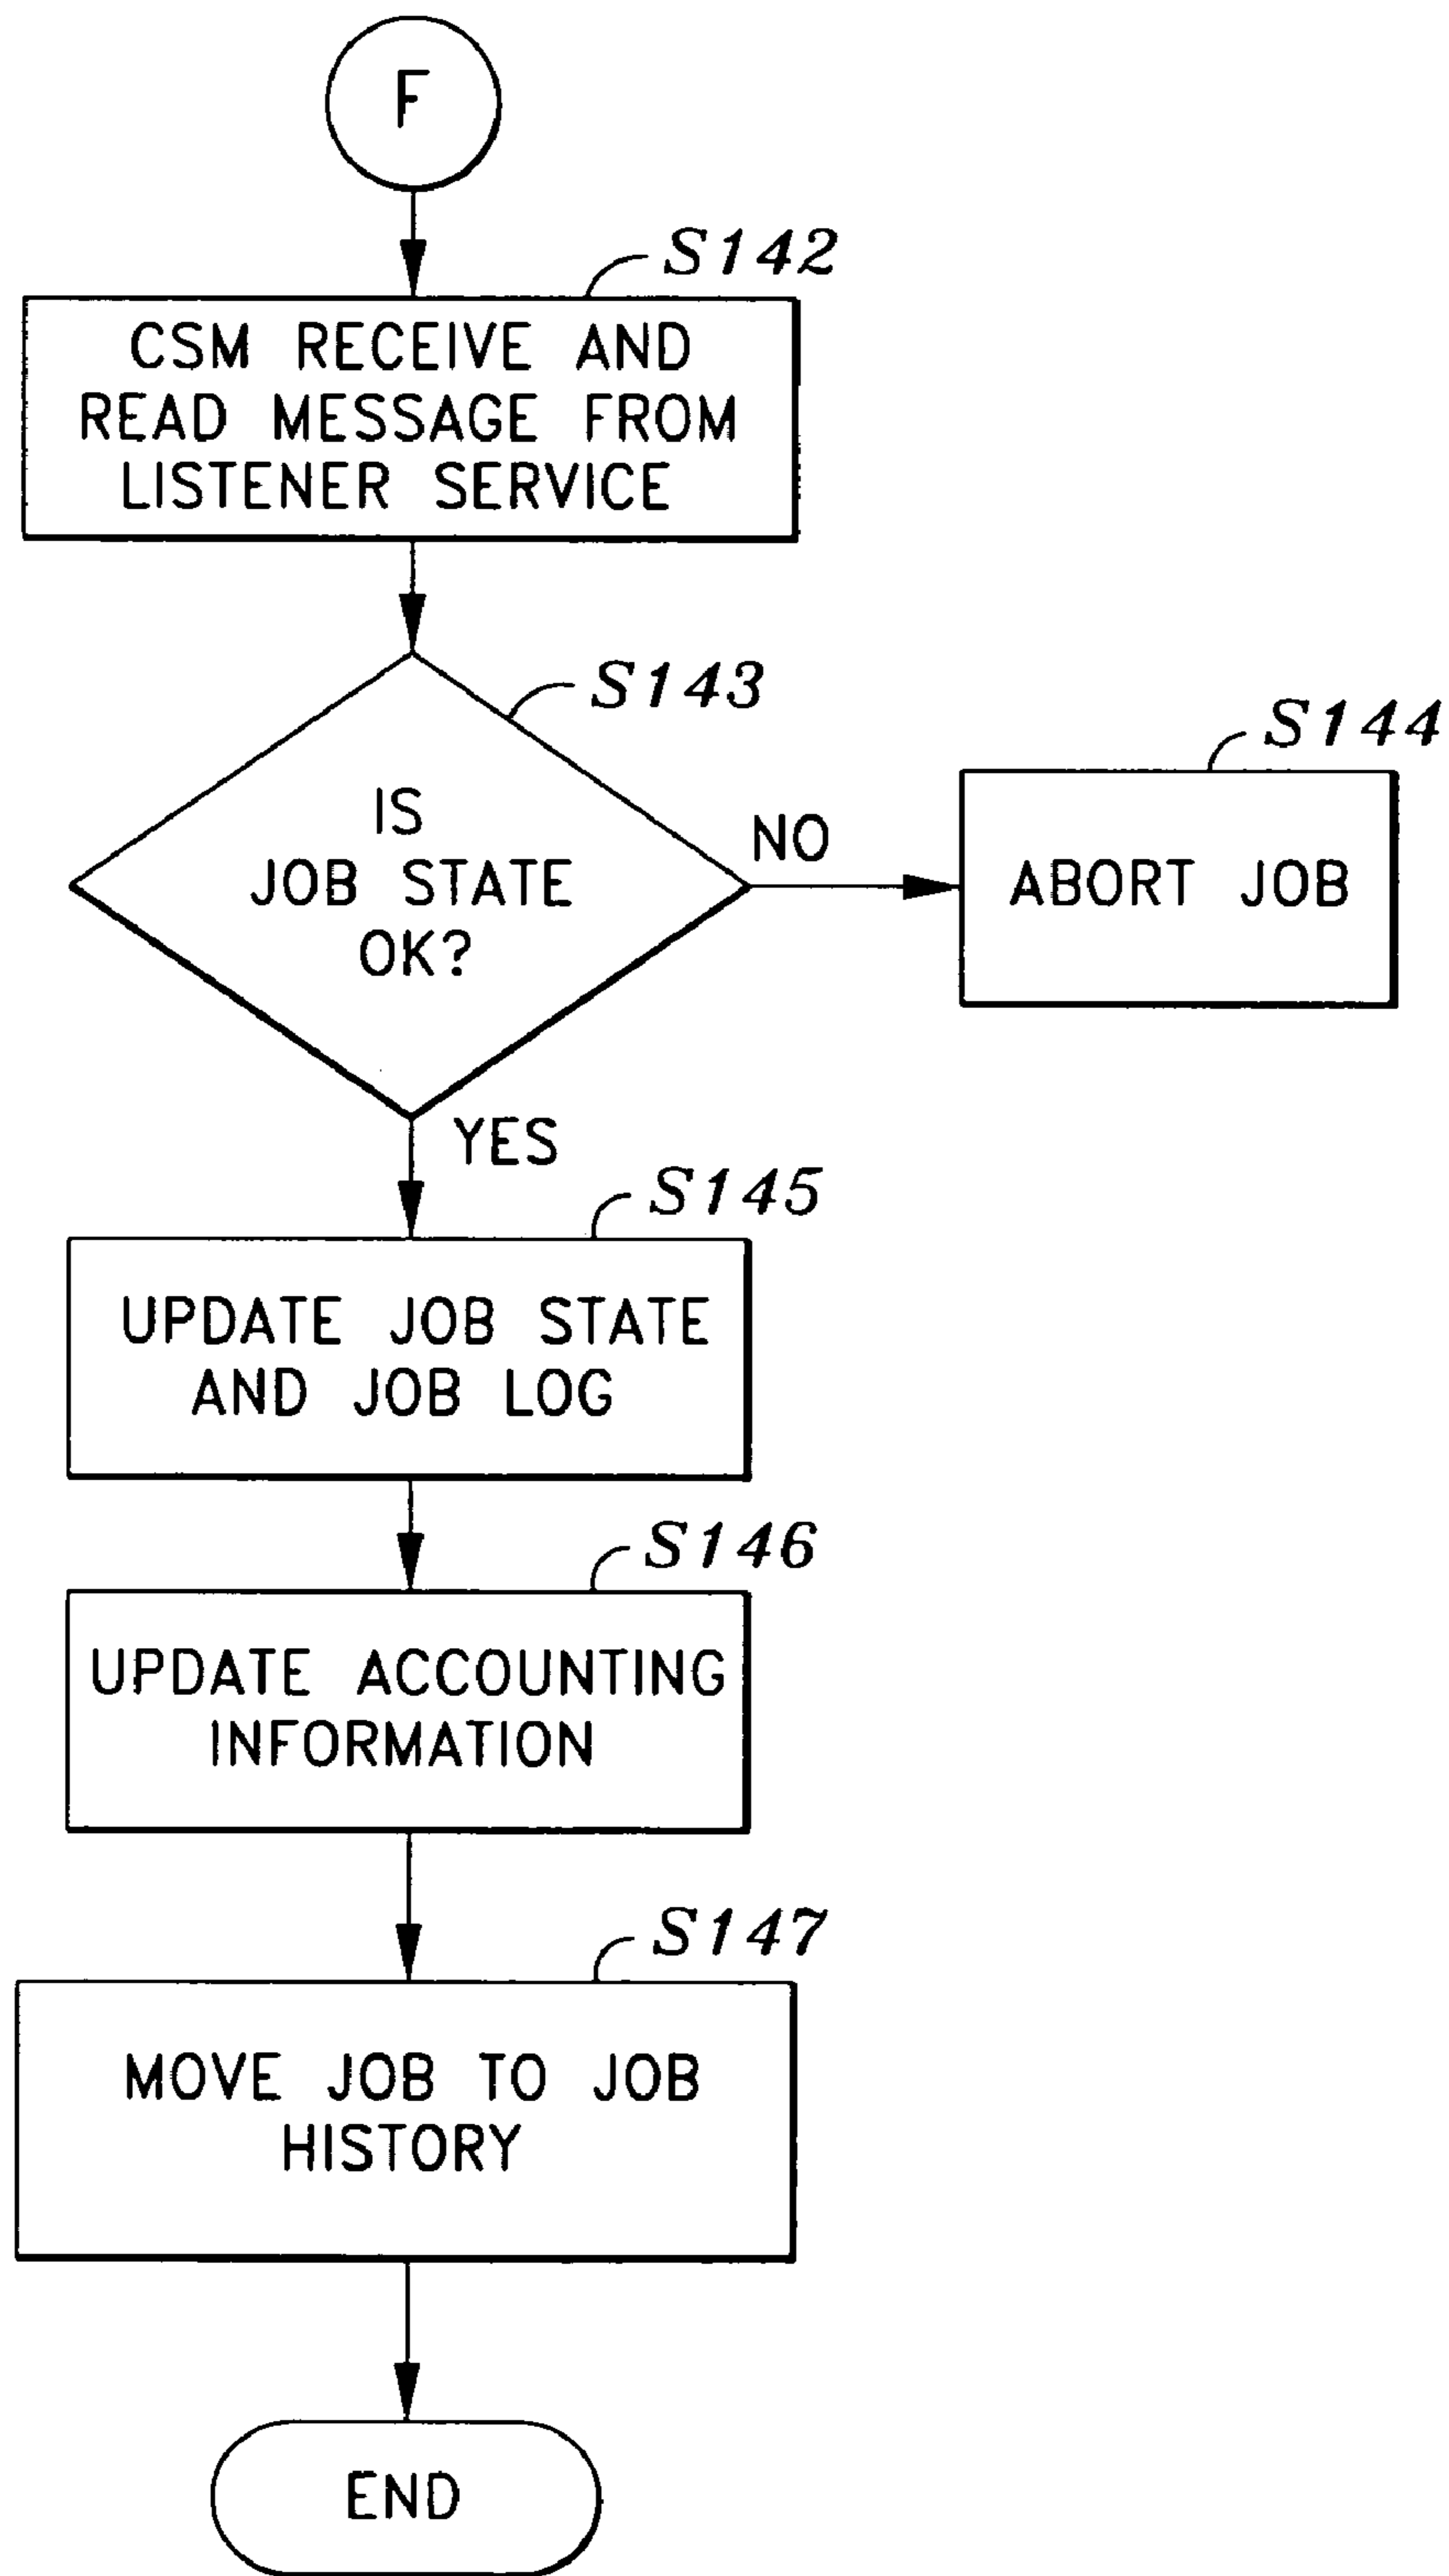 F
S142
CSM RECEIVE AND
READ MESSAGE FROM
LISTENER SERVICE
S143
IS
JOB STATE
OK?
NO
S144
ABORT JOB
YES
S145
UPDATE JOB STATE
AND JOB LOG
S146
UPDATE ACCOUNTING
INFORMATION
S147
MOVE JOB TO JOB
HISTORY
END